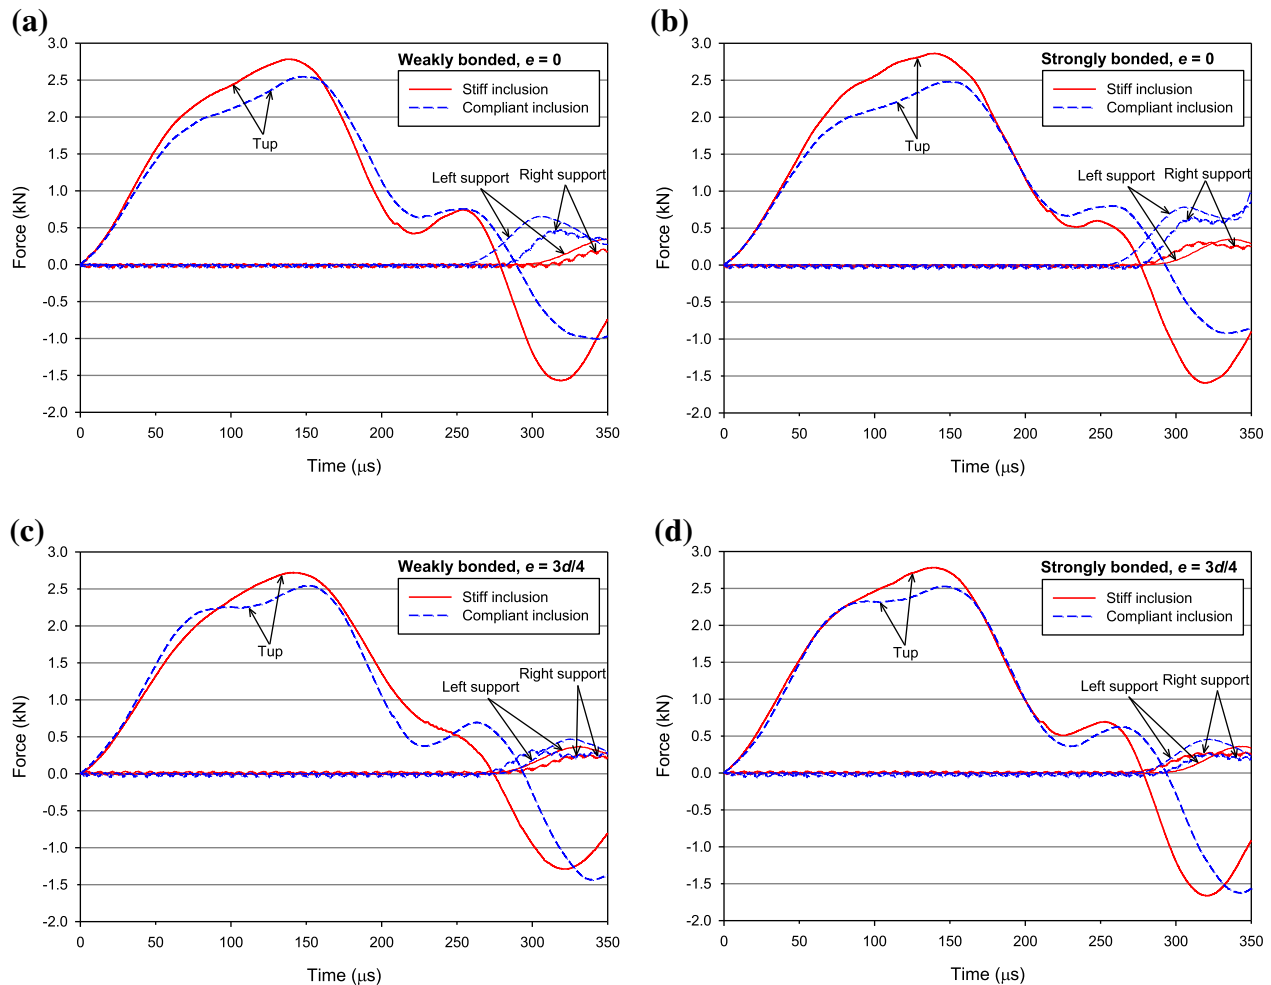 (a)
Weakly bonded, e = 0
Stiff inclusion
Compliant inclusion
Tup
Left support
Right support
Force (kN)
3.0
2.5
2.0
1.5
1.0
0.5
0.0
-0.5
-1.0
-1.5
-2.0
0 50 100 150 200 250 300 350
Time (μs)
(b)
Strongly bonded, e = 0
Stiff inclusion
Compliant inclusion
Tup
Left support
Right support
Force (kN)
3.0
2.5
2.0
1.5
1.0
0.5
0.0
-0.5
-1.0
-1.5
-2.0
0 50 100 150 200 250 300 350
Time (μs)
(c)
Weakly bonded, e = 3d/4
Stiff inclusion
Compliant inclusion
Tup
Left support
Right support
Force (kN)
3.0
2.5
2.0
1.5
1.0
0.5
0.0
-0.5
-1.0
-1.5
-2.0
0 50 100 150 200 250 300 350
Time (μs)
(d)
Strongly bonded, e = 3d/4
Stiff inclusion
Compliant inclusion
Tup
Left support
Right support
Force (kN)
3.0
2.5
2.0
1.5
1.0
0.5
0.0
-0.5
-1.0
-1.5
-2.0
0 50 100 150 200 250 300 350
Time (μs)